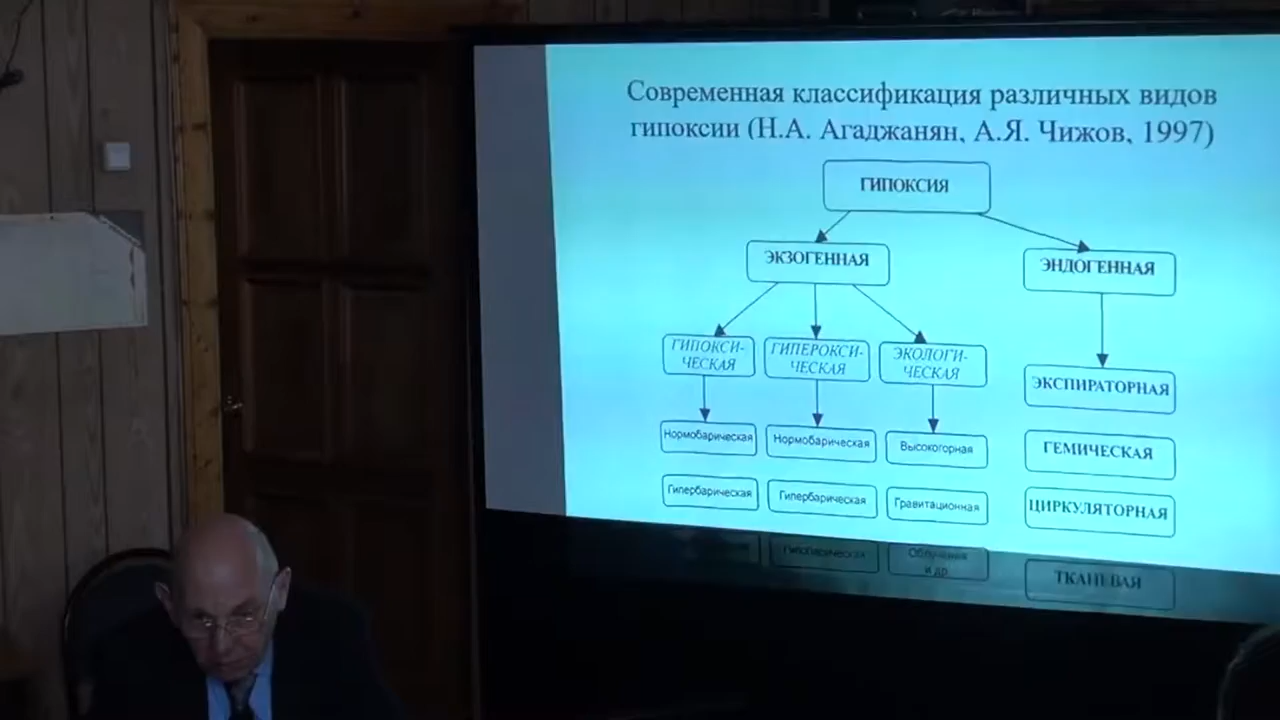 Современная классификация различных видов
гипоксии (Н.А. Агаджанян, А.Я. Чижов, 1997)
ГИПОКСИЯ
ЭКЗОГЕННАЯ
ЭНДОГЕННАЯ
ГИПОКСИ-
ЧЕСКАЯ
ГИПЕРОКСИ-
ЧЕСКАЯ
ЭКОЛОГИ-
ЧЕСКАЯ
ЭКСПИРАТОРНАЯ
Нормобарическая
Нормобарическая
Высокогорная
ГЕМИЧЕСКАЯ
Гипербарическая
Гипербарическая
Гравитационная
ЦИРКУЛЯТОРНАЯ
Гипобарическая
и др
ТКАНЕВАЯ